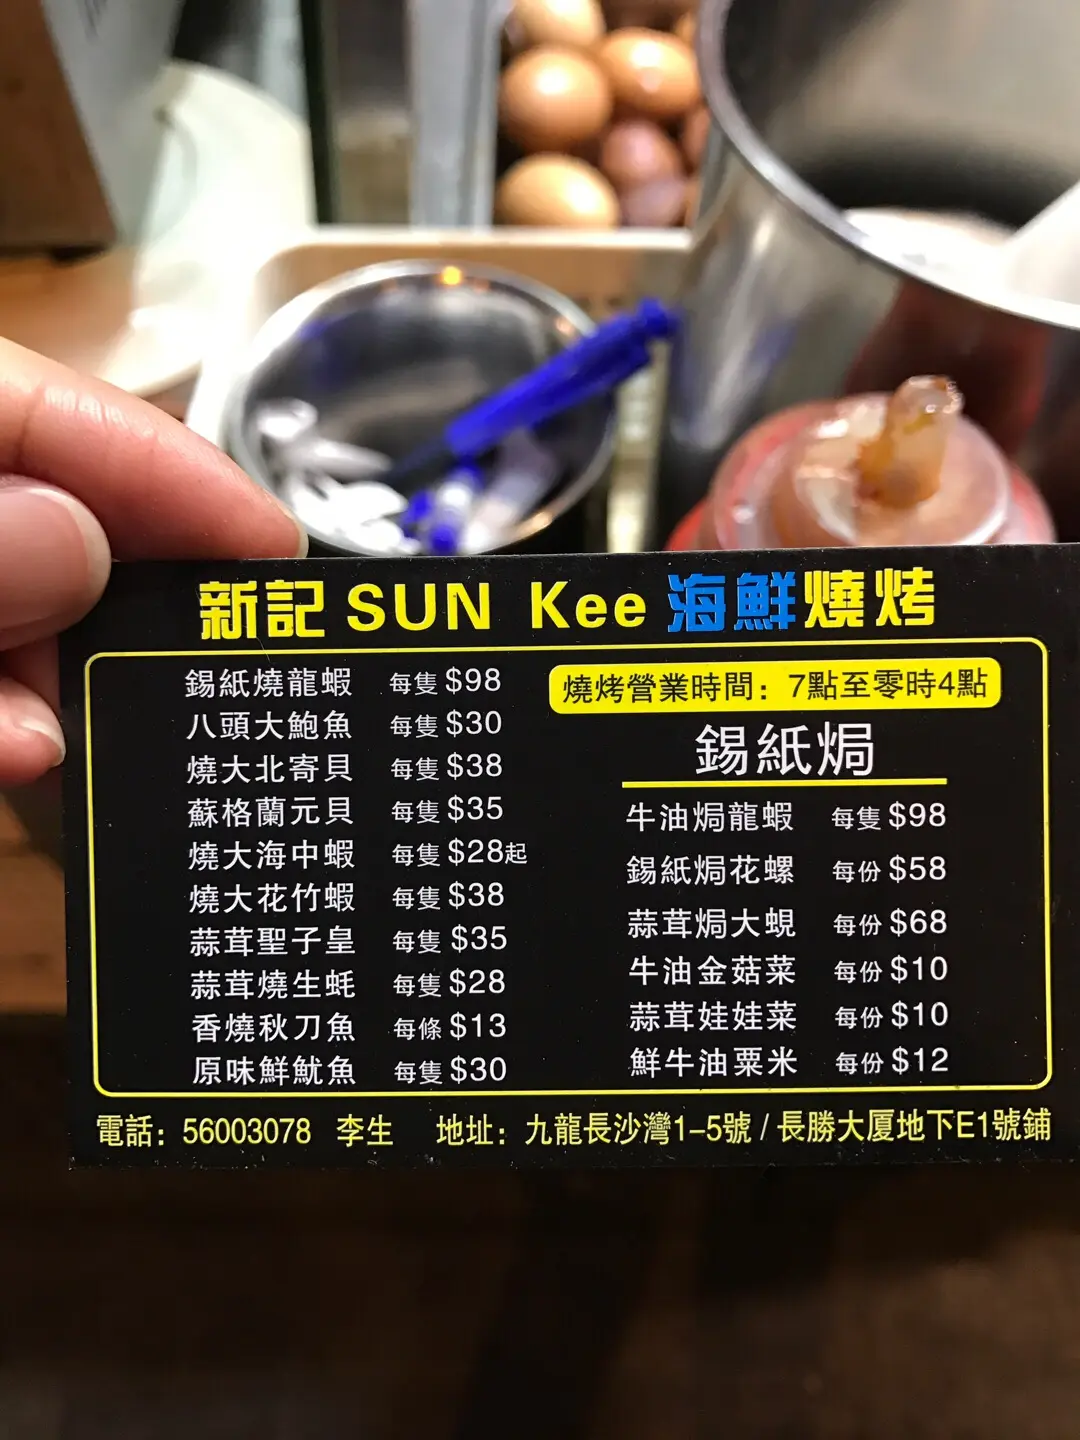 新記 SUN Kee 海鮮燒烤
錫紙燒龍蝦 每隻 $98
八頭大鮑魚 每隻 $30
燒大北寄貝 每隻 $38
蘇格蘭元貝 每隻 $35
燒大海中蝦 每隻 $28起
燒大花竹蝦 每隻 $38
蒜茸聖子皇 每隻 $35
蒜茸燒生蚝 每隻 $28
香燒秋刀魚 每條 $13
原味鮮魷魚 每隻 $30
燒烤營業時間：7點至零時4點
錫紙焗
牛油焗龍蝦 每隻 $98
錫紙焗花螺 每份 $58
蒜茸焗大蜆 每份 $68
牛油金菇菜 每份 $10
蒜茸娃娃菜 每份 $10
鮮牛油粟米 每份 $12
電話：56003078 李生 地址：九龍長沙灣1-5號 / 長勝大厦地下E1號鋪